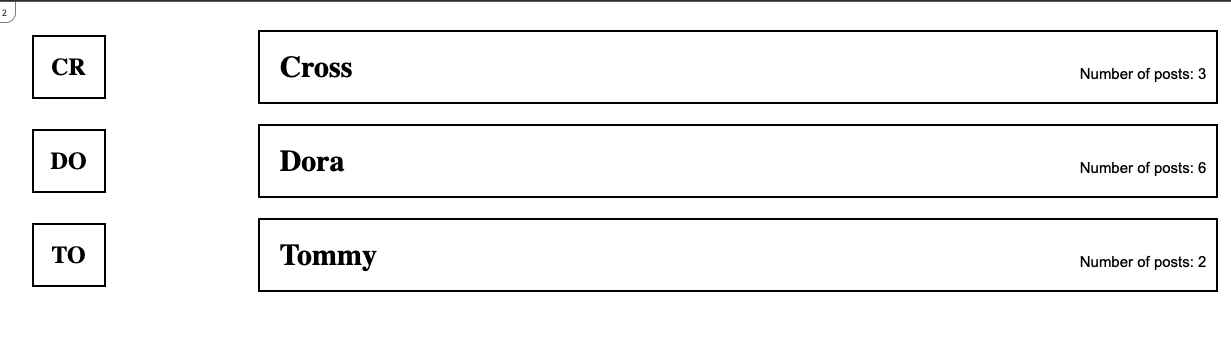 2
CR
Cross
Number of posts: 3
DO
Dora
Number of posts: 6
TO
Tommy
Number of posts: 2